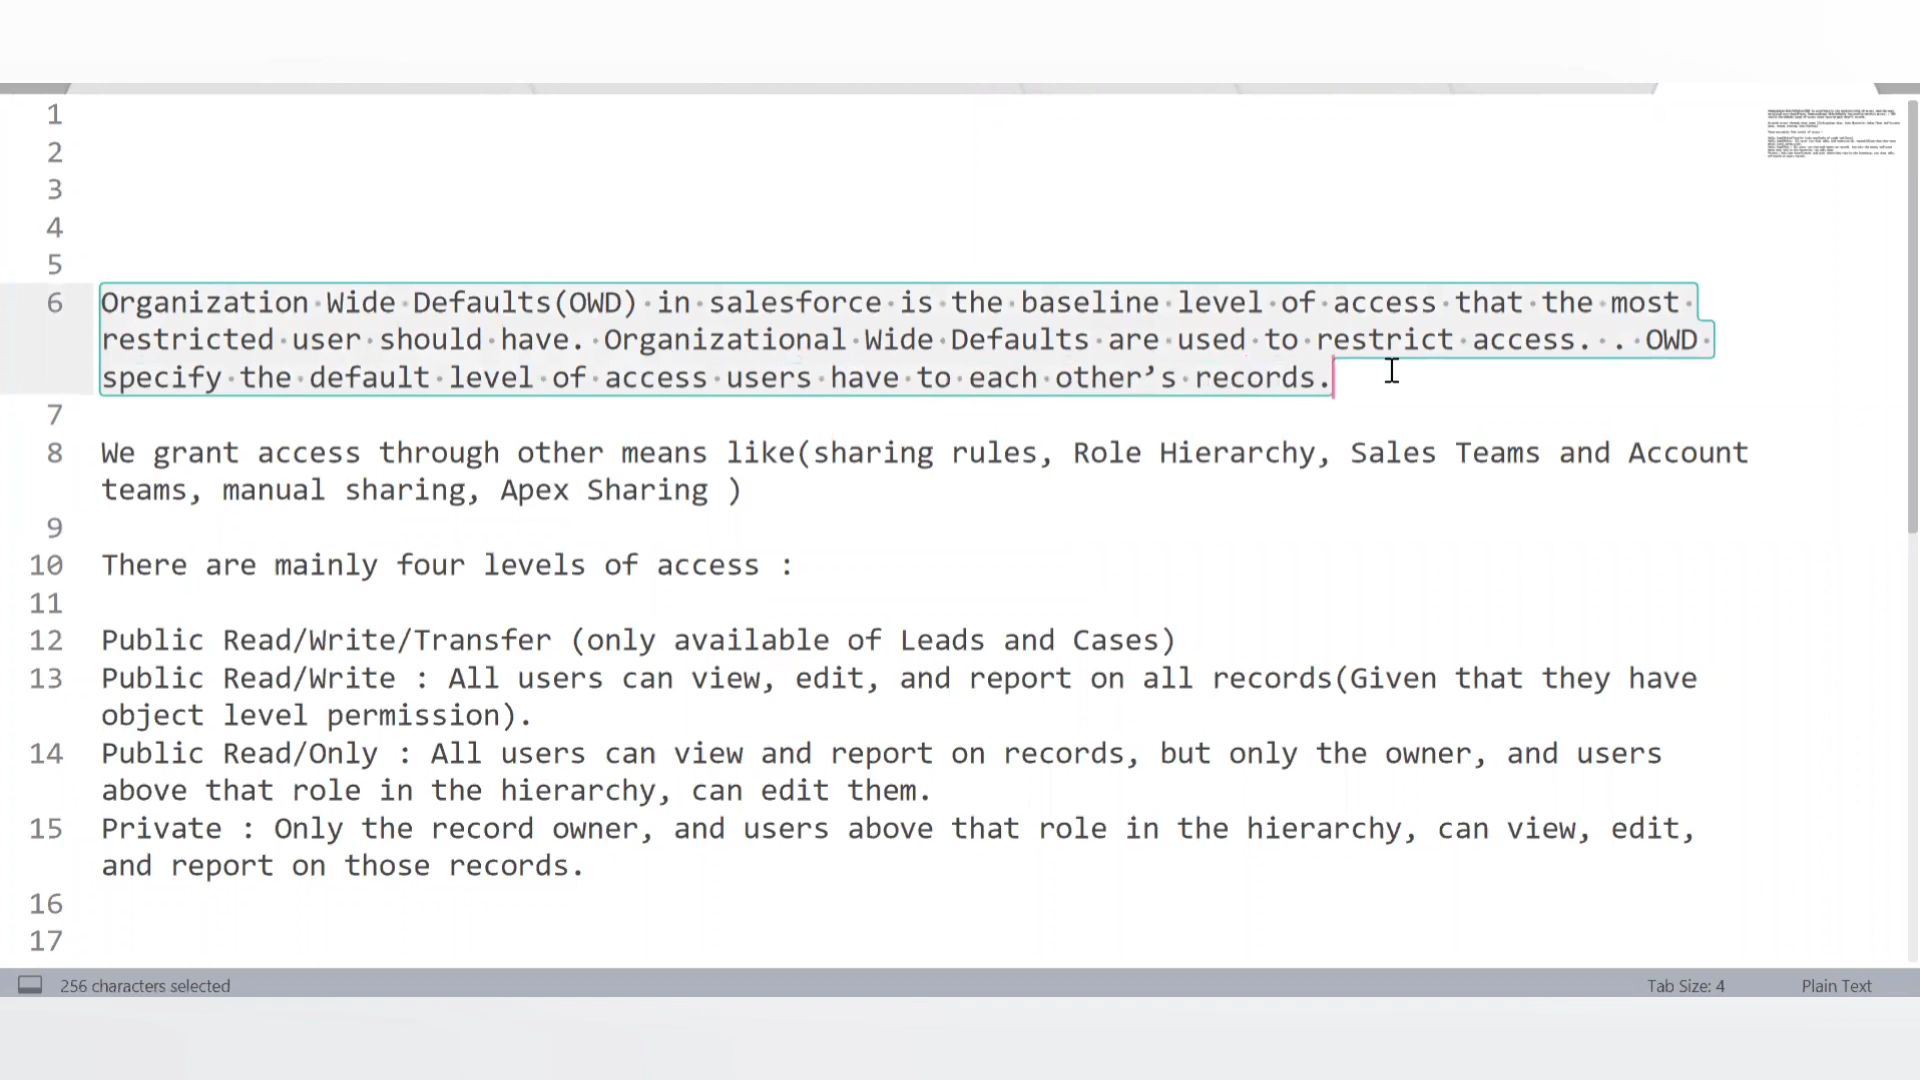 1
2
3
4
5
6 Organization Wide Defaults(OWD) in salesforce is the baseline level of access that the most
restricted user should have. Organizational Wide Defaults are used to restrict access. . OWD
specify the default level of access users have to each other’s records.
7
8 We grant access through other means like(sharing rules, Role Hierarchy, Sales Teams and Account
teams, manual sharing, Apex Sharing )
9
10 There are mainly four levels of access :
11
12 Public Read/Write/Transfer (only available of Leads and Cases)
13 Public Read/Write : All users can view, edit, and report on all records(Given that they have
object level permission).
14 Public Read/Only : All users can view and report on records, but only the owner, and users
above that role in the hierarchy, can edit them.
15 Private : Only the record owner, and users above that role in the hierarchy, can view, edit,
and report on those records.
16
17
256 characters selected Tab Size: 4 Plain Text